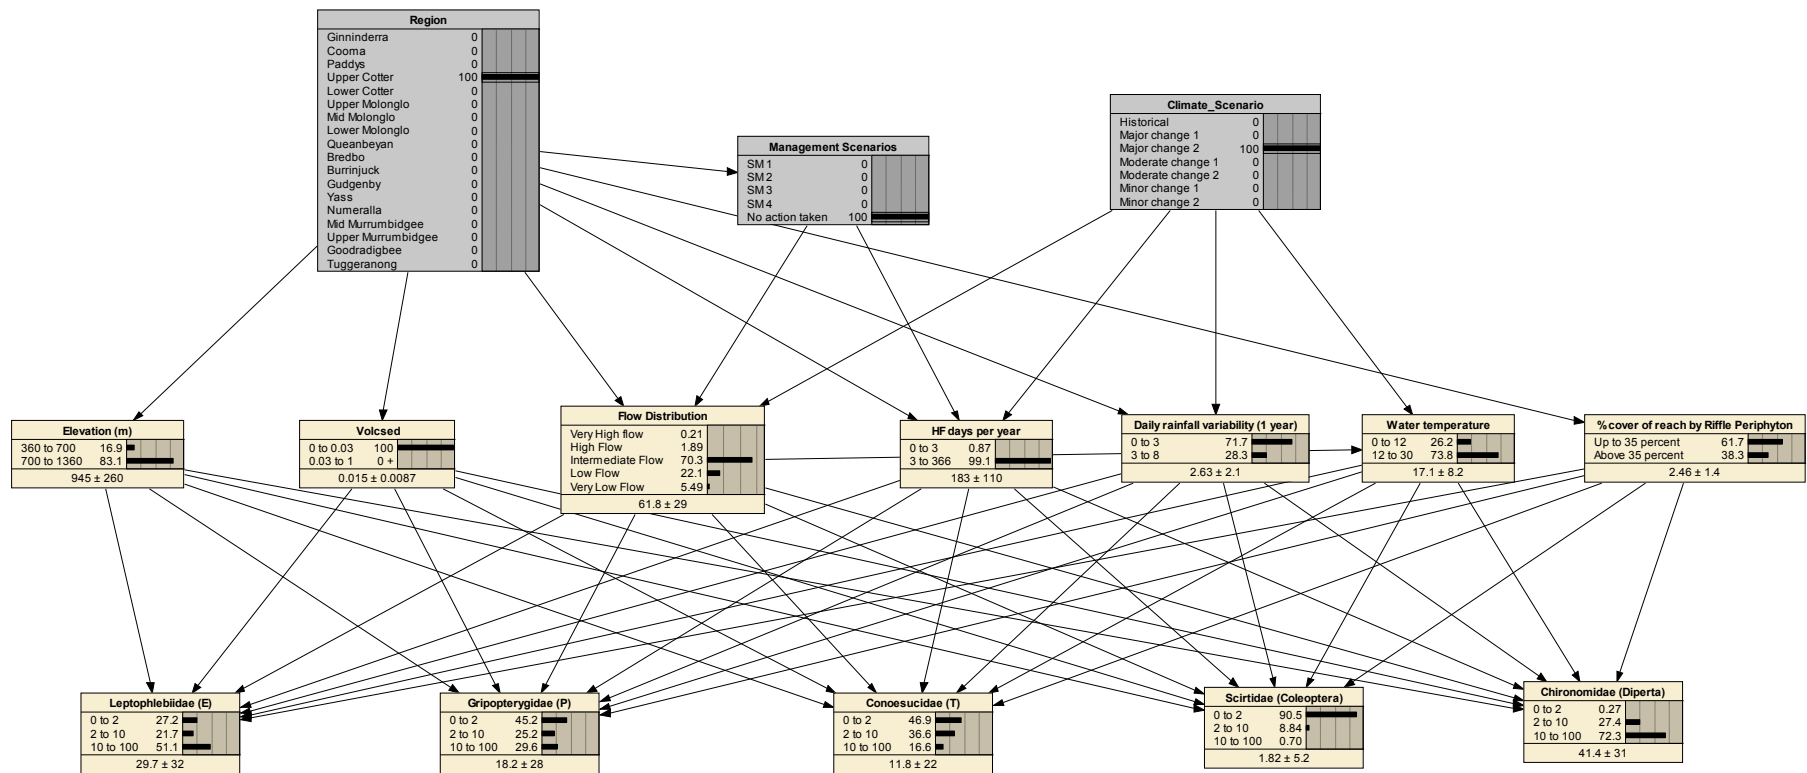 Region
Ginninderra 0
Cooma 0
Paddys 0
Upper Cotter 100
Lower Cotter 0
Upper Molonglo 0
Mid Molonglo 0
Lower Molonglo 0
Queanbeyan 0
Bredbo 0
Burrinjuck 0
Gudgenby 0
Yass 0
Numeralla 0
Mid Murrumbidgee 0
Upper Murrumbidgee 0
Goodradigbee 0
Tuggeranong 0
Management Scenarios
SM 1 0
SM 2 0
SM 3 0
SM 4 0
No action taken 100
Climate_Scenario
Historical 0
Major change 1 0
Major change 2 100
Moderate change 1 0
Moderate change 2 0
Minor change 1 0
Minor change 2 0
Elevation (m)
360 to 700 16.9
700 to 1360 83.1
945 ± 260
Volcsed
0 to 0.03 100
0.03 to 1 0 +
0.015 ± 0.0087
Flow Distribution
Very High flow 0.21
High Flow 1.89
Intermediate Flow 70.3
Low Flow 22.1
Very Low Flow 5.49
61.8 ± 29
HF days per year
0 to 3 0.87
3 to 366 99.1
183 ± 110
Daily rainfall variability (1 year)
0 to 3 71.7
3 to 8 28.3
2.63 ± 2.1
Water temperature
0 to 12 26.2
12 to 30 73.8
17.1 ± 8.2
% cover of reach by Riffle Periphyton
Up to 35 percent 61.7
Above 35 percent 38.3
2.46 ± 1.4
Leptophlebiidae (E)
0 to 2 27.2
2 to 10 21.7
10 to 100 51.1
29.7 ± 32
Gripopterygidae (P)
0 to 2 45.2
2 to 10 25.2
10 to 100 29.6
18.2 ± 28
Conoesucidae (T)
0 to 2 46.9
2 to 10 36.6
10 to 100 16.6
11.8 ± 22
Scirtidae (Coleoptera)
0 to 2 90.5
2 to 10 8.84
10 to 100 0.70
1.82 ± 5.2
Chironomidae (Diperta)
0 to 2 0.27
2 to 10 27.4
10 to 100 72.3
41.4 ± 31